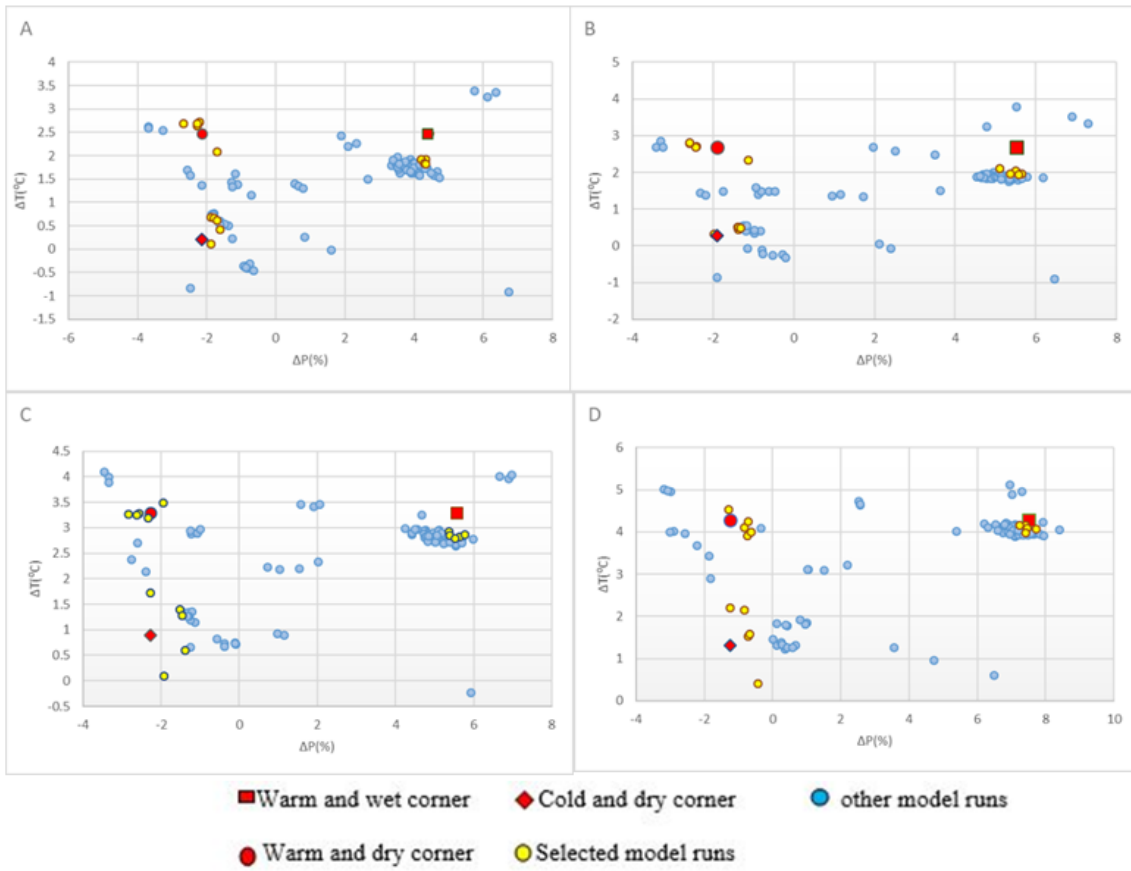 A
4
3.5
3
2.5
2
1.5
1
0.5
0
-0.5
-1
-1.5
-6 -4 -2 0 2 4 6 8
ΔT(⁰C)
ΔP(%)
B
5
4
3
2
1
0
-1
-2
-4 -2 0 2 4 6 8
ΔT(⁰C)
ΔP(%)
C
4.5
4
3.5
3
2.5
2
1.5
1
0.5
0
-0.5
-4 -2 0 2 4 6 8
ΔT(⁰C)
ΔP(%)
D
6
5
4
3
2
1
0
-4 -2 0 2 4 6 8 10
ΔT(⁰C)
ΔP(%)
Warm and wet corner Cold and dry corner other model runs
Warm and dry corner Selected model runs